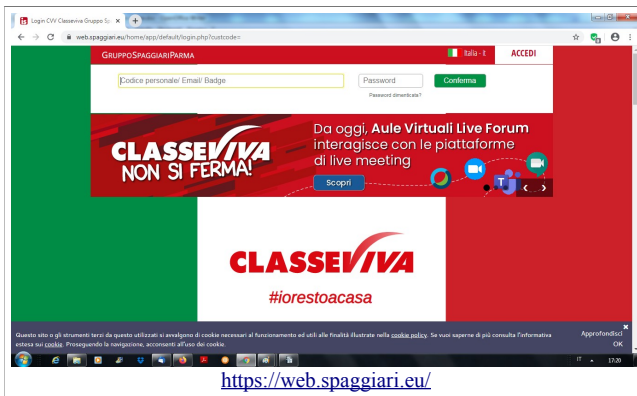 Login CVV Classeviva Gruppo Sp
web.spaggiari.eu/home/app/default/login.php?custcode=
GRUPPOSPAGGIARIPARMA
Italia - it
ACCEDI
Codice personale/ Email/ Badge
Password
Conferma
Password dimenticata?
CLASSEVIVA
NON SI FERMA!
Da oggi, Aule Virtuali Live Forum
interagisce con le piattaforme
di live meeting
Scopri
CLASSEVIVA
#iorestoacasa
Questo sito o gli strumenti terzi da questo utilizzati si avvalgono di cookie necessari al funzionamento ed utili alle finalità illustrate nella cookie policy. Se vuoi saperne di più consulta l'informativa
estesa sui cookie. Proseguendo la navigazione, acconsenti all'uso dei cookie.
Approfondisci
OK
IT
17:20
https://web.spaggiari.eu/